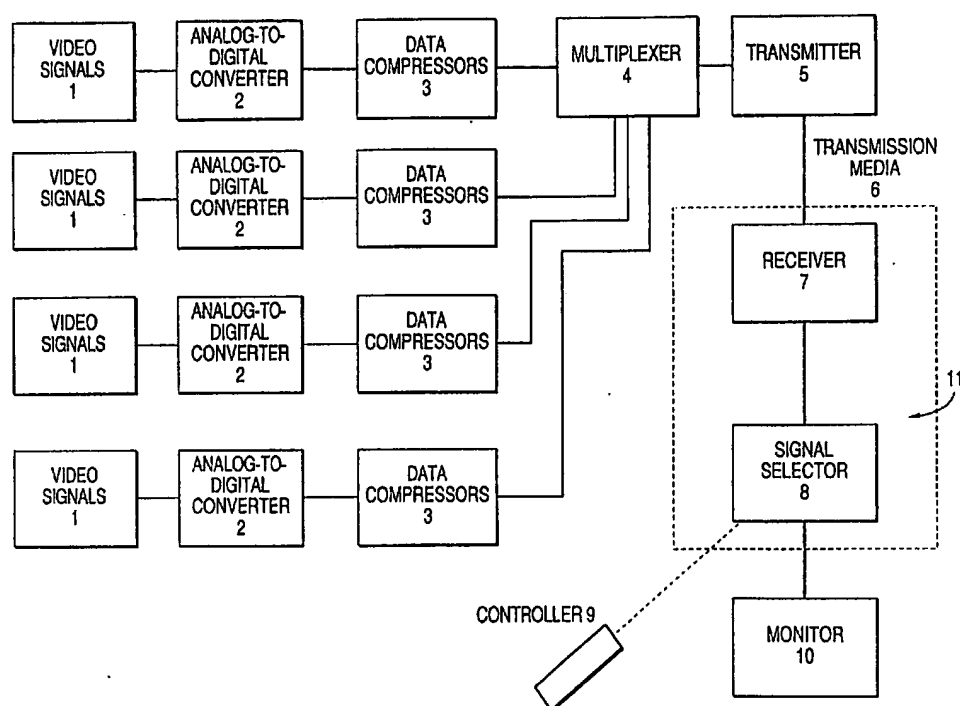 VIDEO
SIGNALS
1
ANALOG-TO-
DIGITAL
CONVERTER
2
DATA
COMPRESSORS
3
MULTIPLEXER
4
TRANSMITTER
5
TRANSMISSION
MEDIA
6
VIDEO
SIGNALS
1
ANALOG-TO-
DIGITAL
CONVERTER
2
DATA
COMPRESSORS
3
RECEIVER
7
VIDEO
SIGNALS
1
ANALOG-TO-
DIGITAL
CONVERTER
2
DATA
COMPRESSORS
3
11
VIDEO
SIGNALS
1
ANALOG-TO-
DIGITAL
CONVERTER
2
DATA
COMPRESSORS
3
SIGNAL
SELECTOR
8
CONTROLLER 9
MONITOR
10